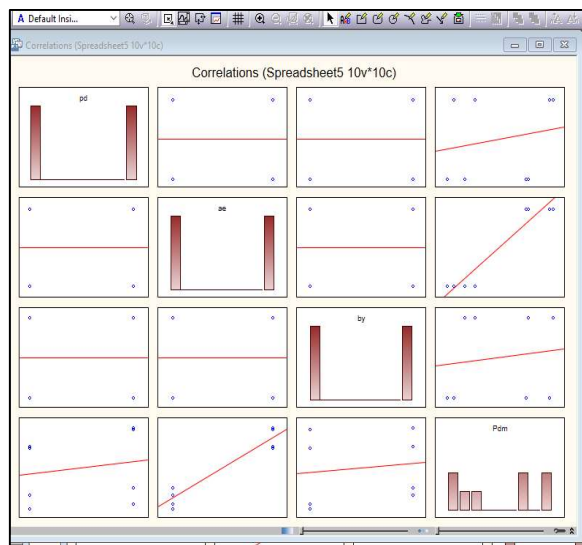 A Default Insi...
Correlations (Spreadsheet5 10v*10c)
Correlations (Spreadsheet5 10v*10c)
pd
ae
by
Pdm